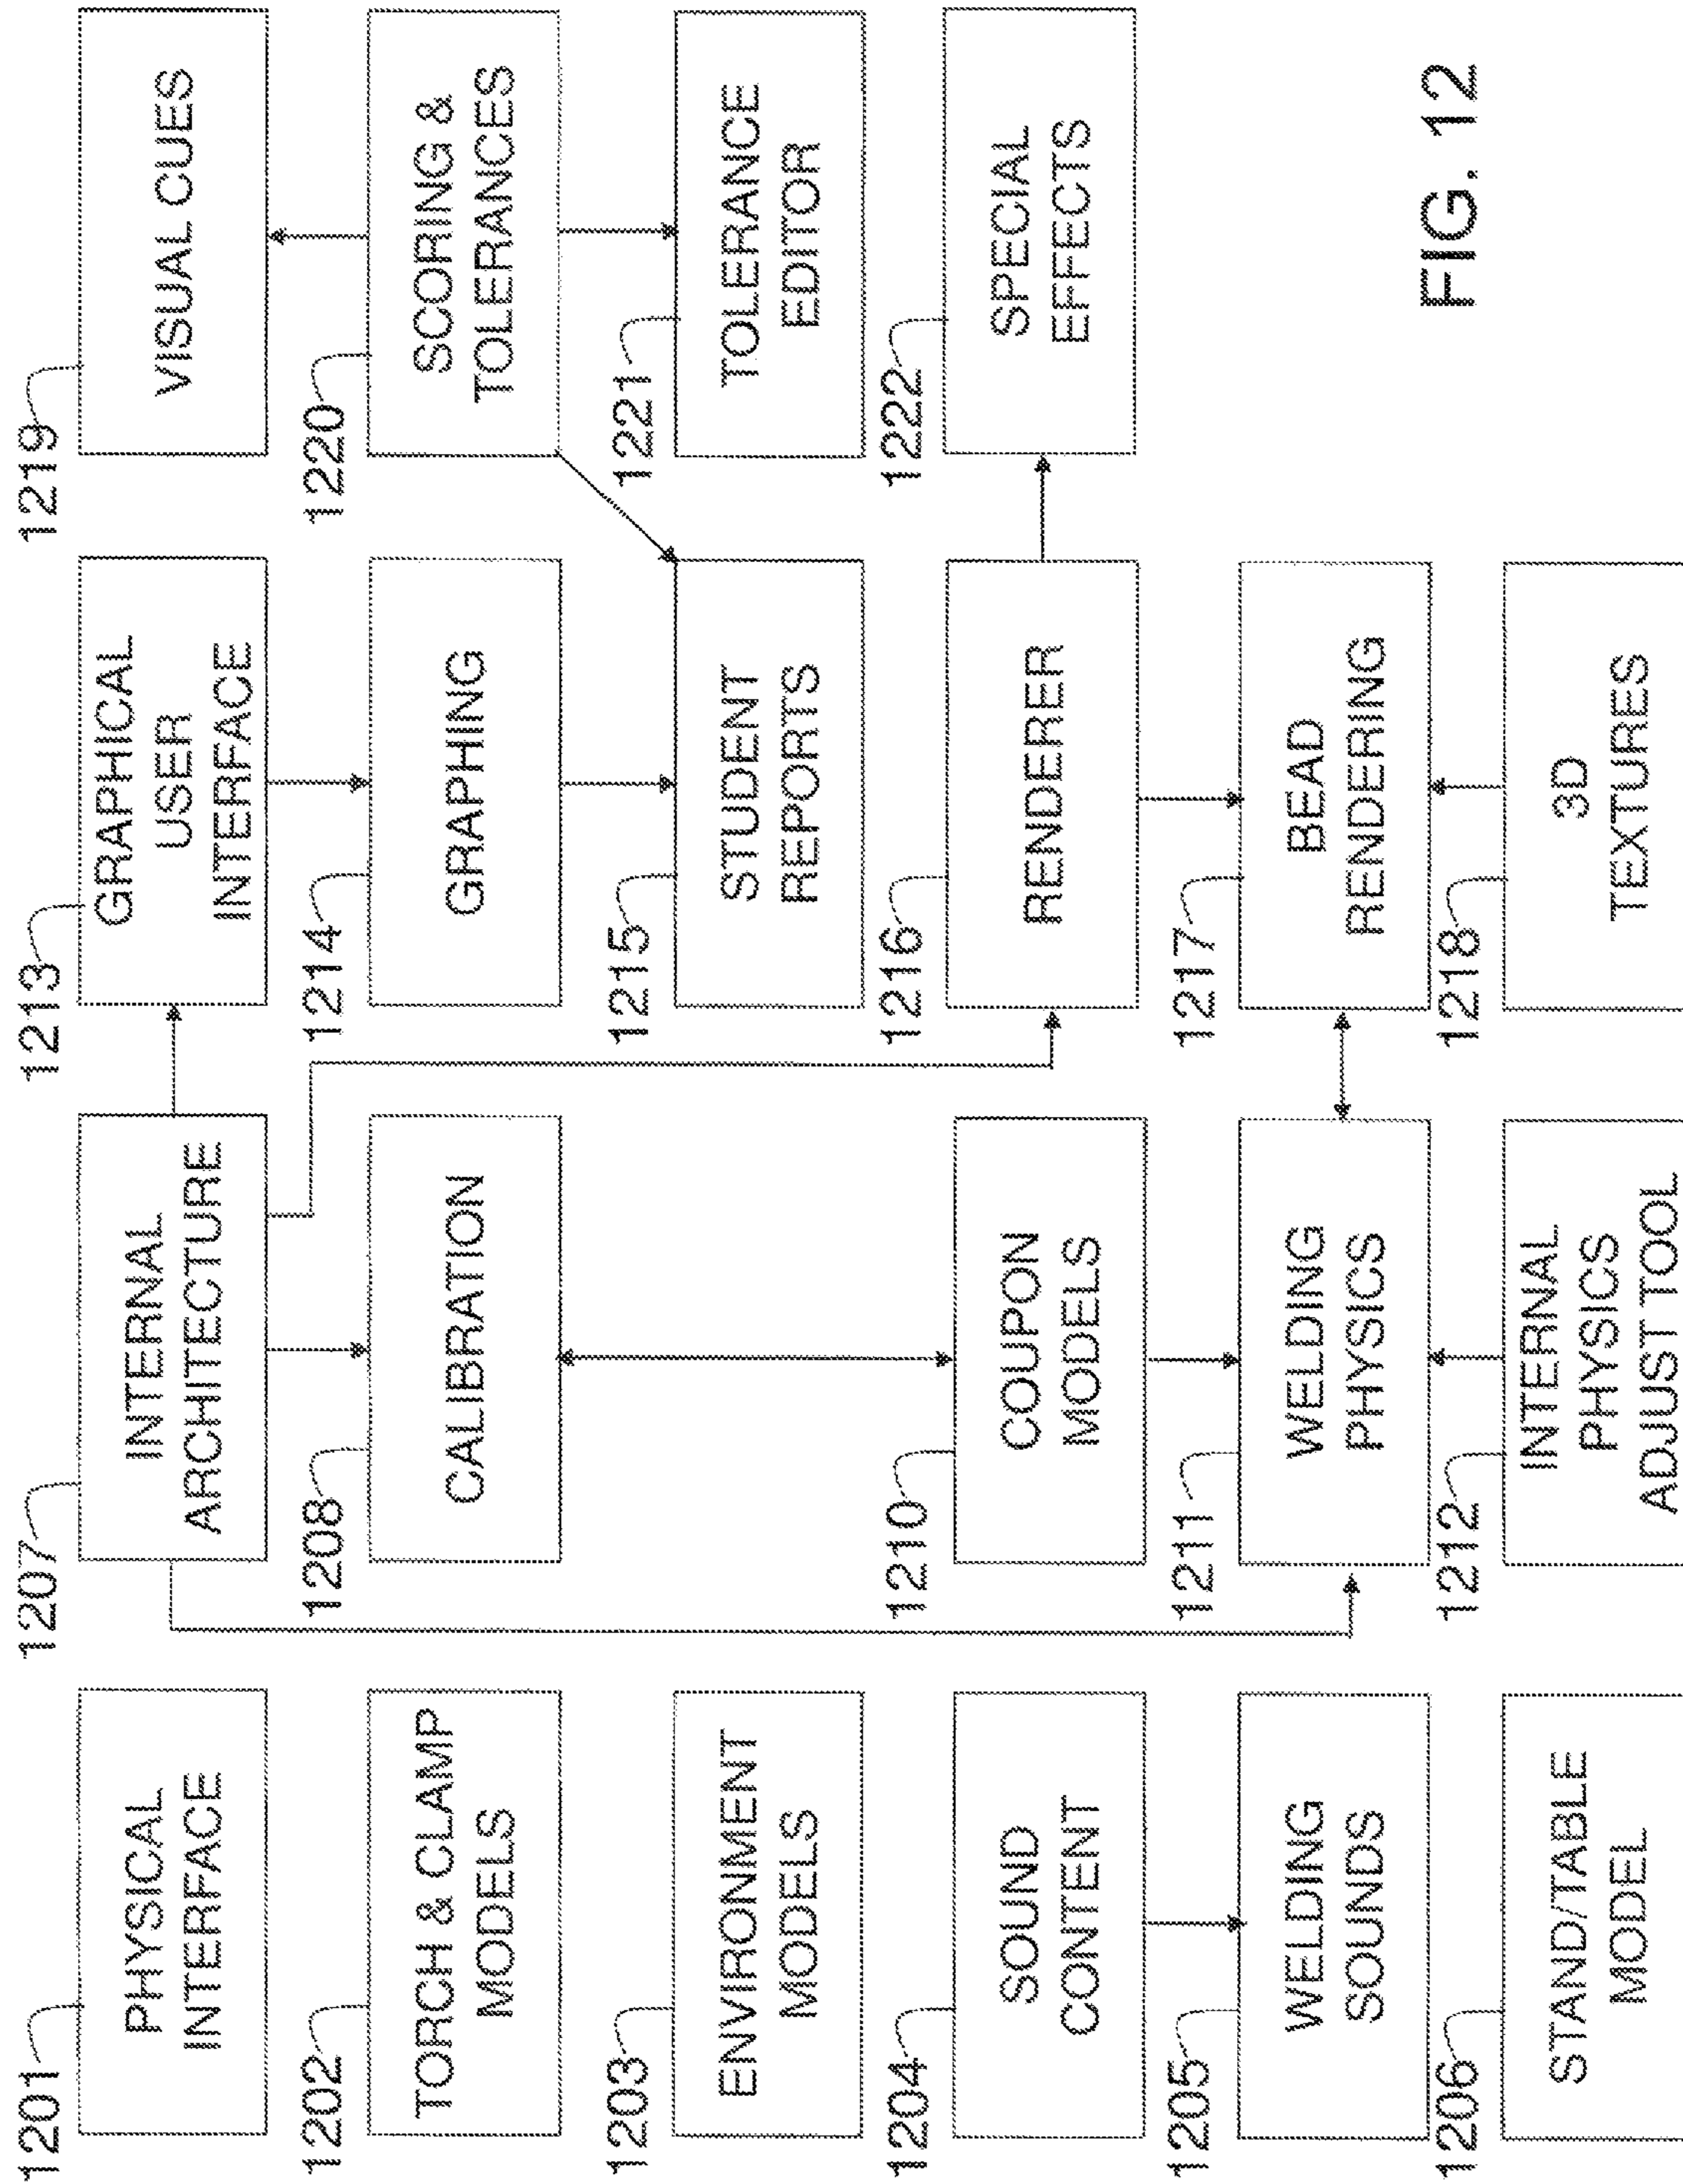 1201
PHYSICAL
INTERFACE
1202
TORCH & CLAMP
MODELS
1203
ENVIRONMENT
MODELS
1204
SOUND
CONTENT
1205
WELDING
SOUNDS
1206
STAND/TABLE
MODEL
1207
INTERNAL
ARCHITECTURE
1208
CALIBRATION
1210
COUPON
MODELS
1211
WELDING
PHYSICS
1212
INTERNAL
PHYSICS
ADJUST TOOL
1213
GRAPHICAL
USER
INTERFACE
1214
GRAPHING
1215
STUDENT
REPORTS
1216
RENDERER
1217
BEAD
RENDERING
1218
3D
TEXTURES
1219
VISUAL CUES
1220
SCORING &
TOLERANCES
1221
TOLERANCE
EDITOR
1222
SPECIAL
EFFECTS
FIG. 12